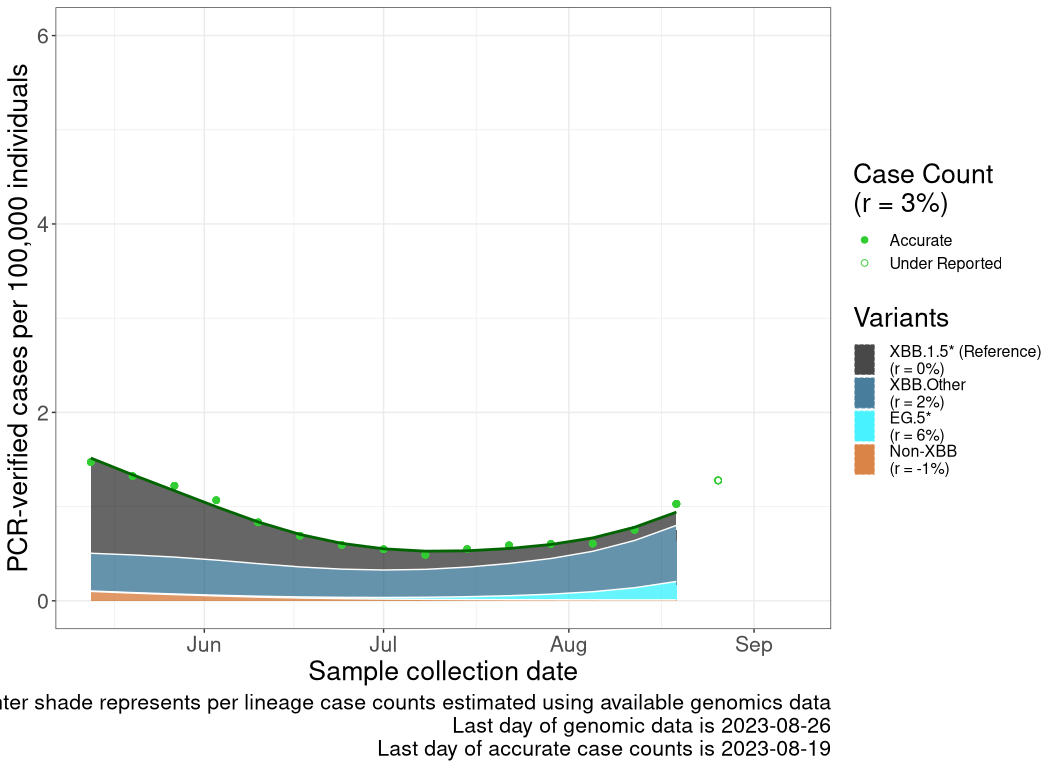 6
4
2
0
PCR-verified cases per 100,000 individuals
Jun
Jul
Aug
Sep
Sample collection date
shade represents per lineage case counts estimated using available genomics data
Last day of genomic data is 2023-08-26
Last day of accurate case counts is 2023-08-19
Case Count
(r = 3%)
Accurate
Under Reported
Variants
XBB.1.5* (Reference)
(r = 0%)
XBB.Other
(r = 2%)
EG.5*
(r = 6%)
Non-XBB
(r = -1%)